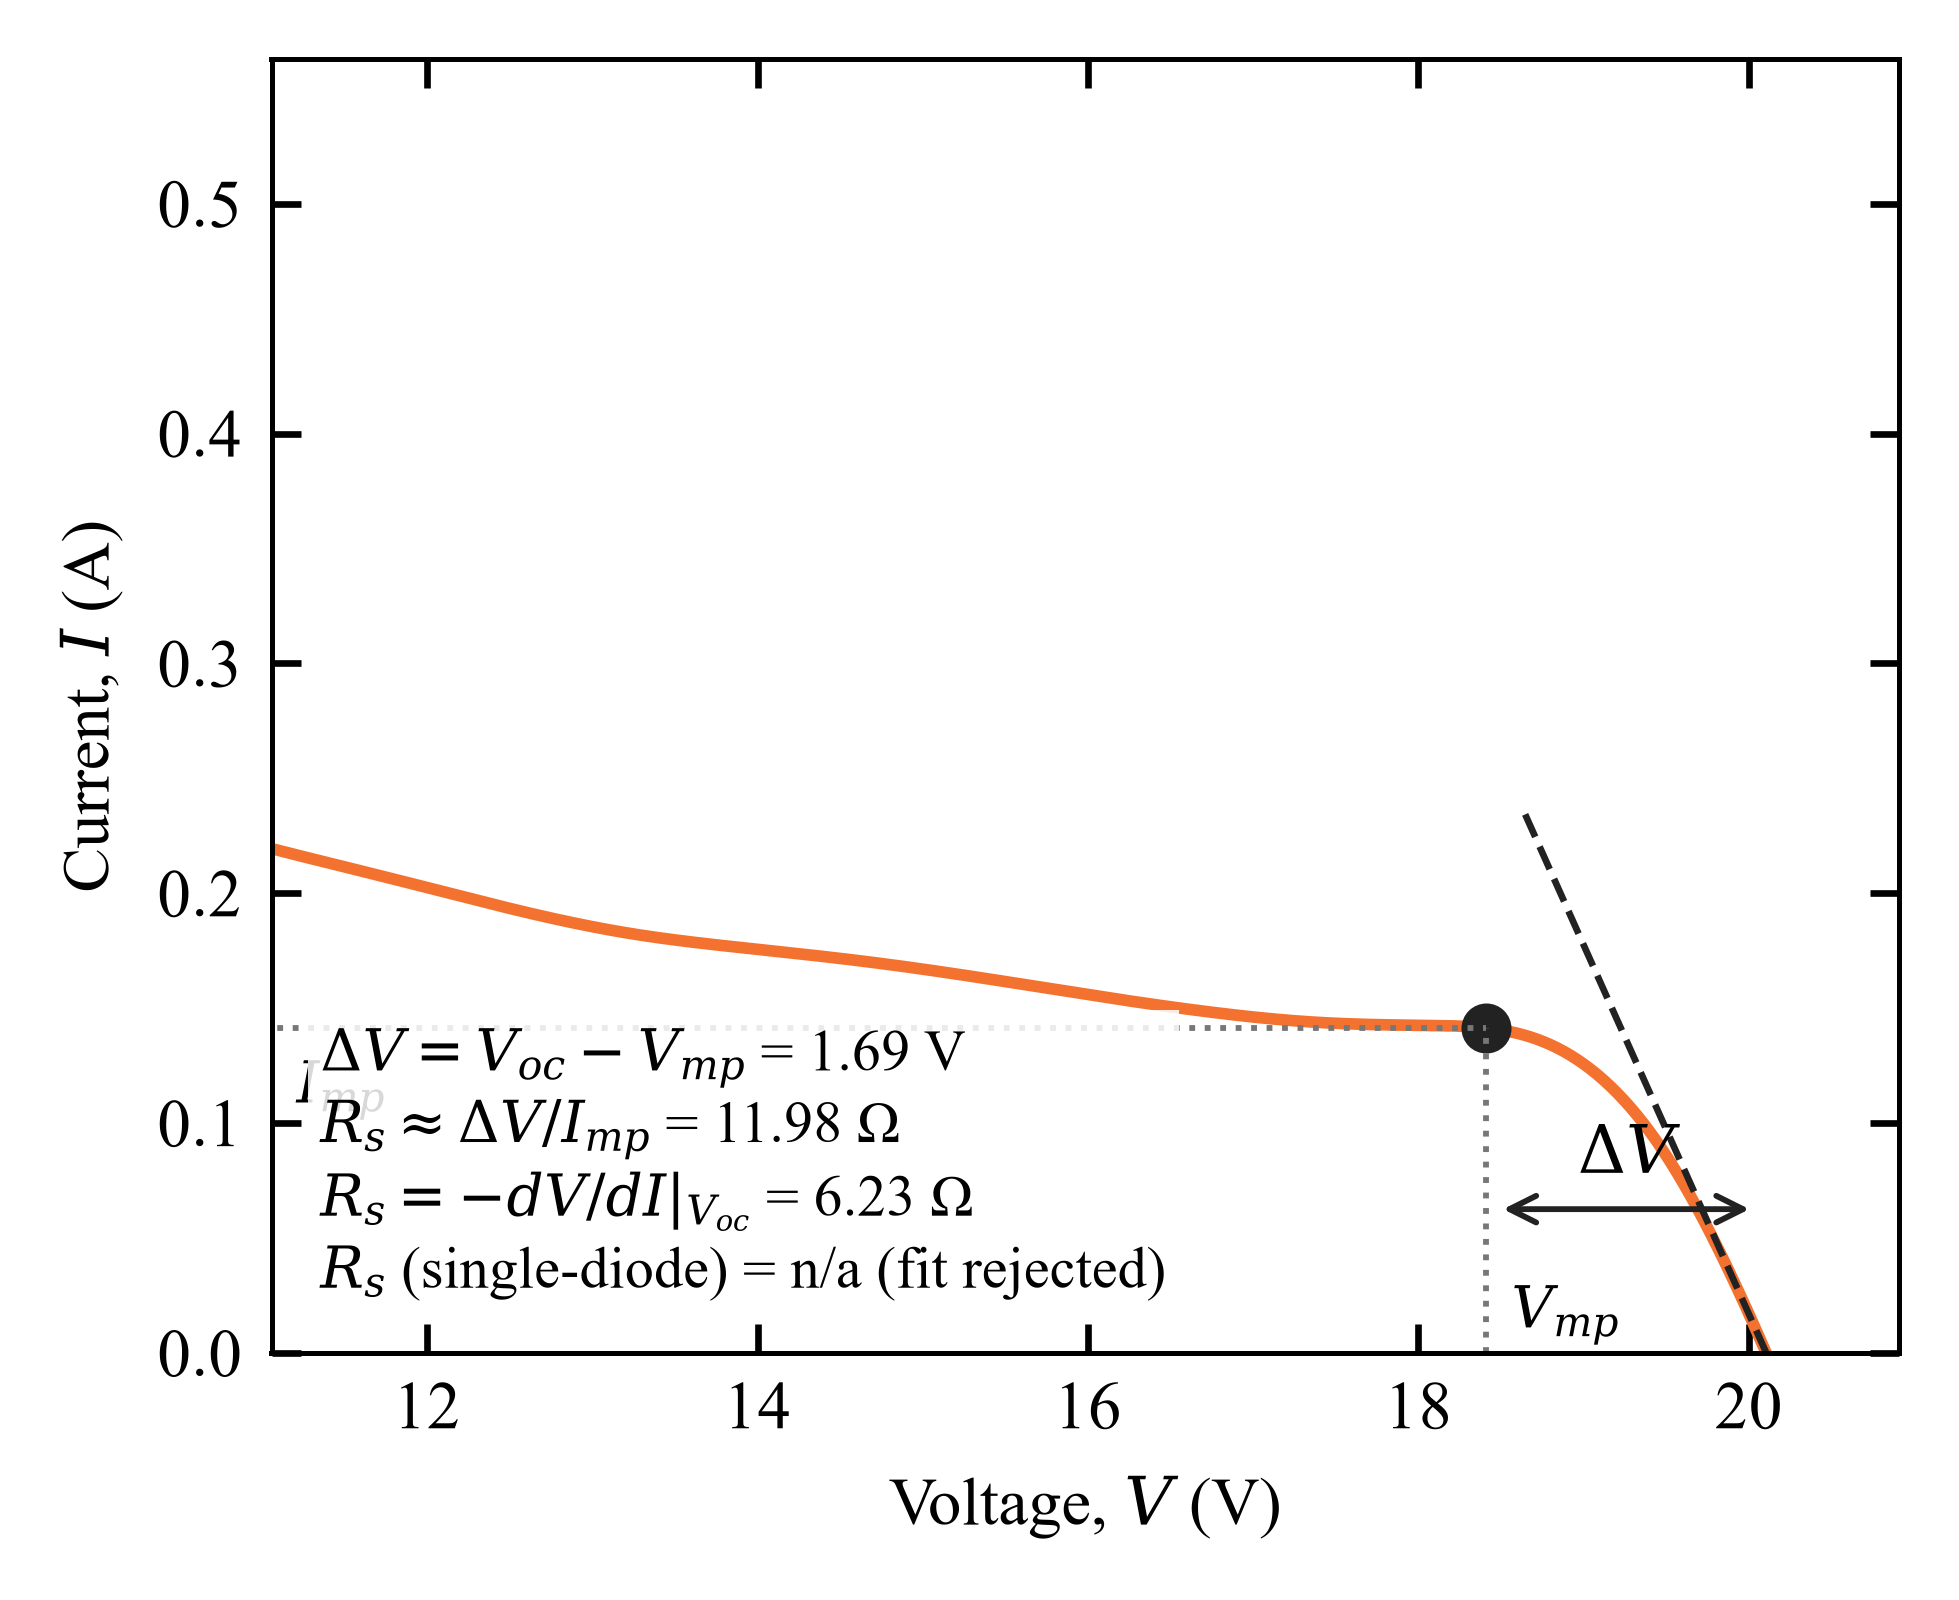 0.5
0.4
0.3
0.2
0.1
0.0
Current, I (A)
ΔV = V_oc − V_mp = 1.69 V
I_mp
R_s ≈ ΔV/I_mp = 11.98 Ω
R_s = −dV/dI|_{V_oc} = 6.23 Ω
R_s (single-diode) = n/a (fit rejected)
ΔV
V_mp
12 14 16 18 20
Voltage, V (V)